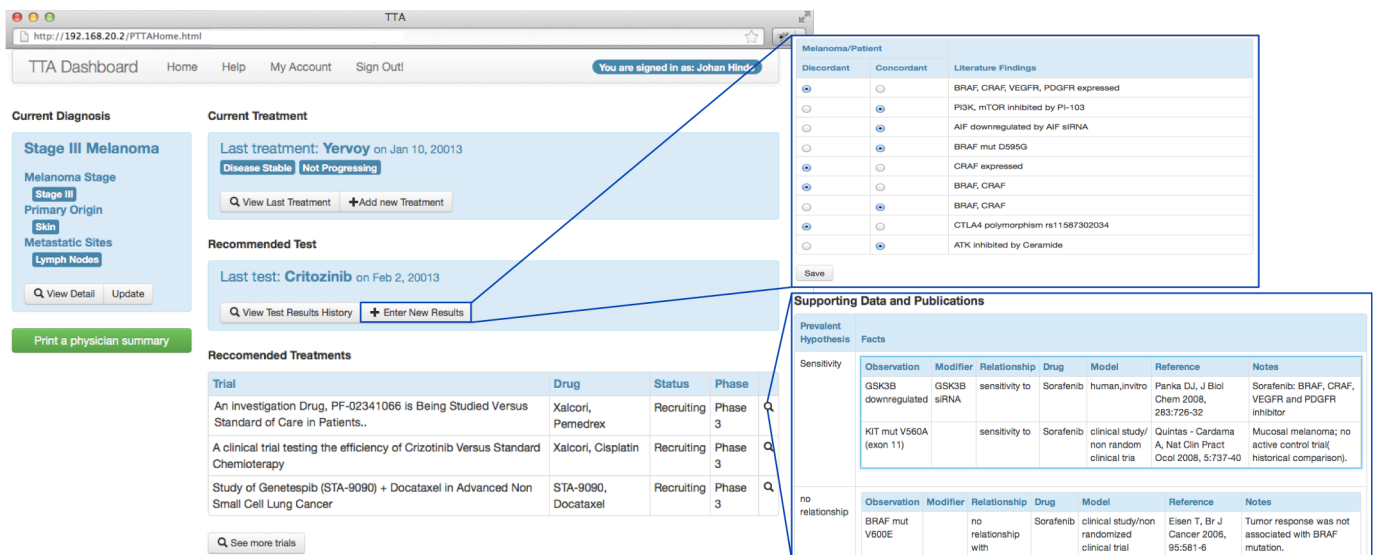 TTA
http://192.168.20.2/PTTAHome.html
TTA Dashboard Home Help My Account Sign Out! You are signed in as: Johan Hinds
Current Diagnosis
Stage III Melanoma
Melanoma Stage
Stage III
Primary Origin
Skin
Metastatic Sites
Lymph Nodes
View Detail Update
Print a physician summary
Current Treatment
Last treatment: Yervoy on Jan 10, 20013
Disease Stable Not Progressing
View Last Treatment +Add new Treatment
Recommended Test
Last test: Critozinib on Feb 2, 20013
View Test Results History + Enter New Results
Reccomended Treatments
Trial Drug Status Phase
An investigation Drug, PF-02341066 is Being Studied Versus
Standard of Care in Patients..
Xalcori,
Pemedrex
Recruiting
Phase
3
A clinical trial testing the efficiency of Crizotinib Versus Standard
Chemioterapy
Xalcori, Cisplatin
Recruiting
Phase
3
Study of Genetespib (STA-9090) + Docataxel in Advanced Non
Small Cell Lung Cancer
STA-9090,
Docataxel
Recruiting
Phase
3
See more trials
Melanoma/Patient
Discordant Concordant Literature Findings
BRAF, CRAF, VEGFR, PDGFR expressed
PI3K, mTOR inhibited by PI-103
AIF downregulated by AIF siRNA
BRAF mut D595G
CRAF expressed
BRAF, CRAF
BRAF, CRAF
CTLA4 polymorphism rs11587302034
ATK inhibited by Ceramide
Save
Supporting Data and Publications
Prevalent
Hypothesis
Facts
Sensitivity
Observation Modifier Relationship Drug Model Reference Notes
GSK3B
downregulated
GSK3B
siRNA
sensitivity to
Sorafenib
human,invitro
Panka DJ, J Biol
Chem 2008,
283:726-32
Sorafenib: BRAF, CRAF,
VEGFR and PDGFR
inhibitor
KIT mut V560A
(exon 11)
sensitivity to
Sorafenib
clinical study/
non random
clinical tria
Quintas - Cardama
A, Nat Clin Pract
Ocol 2008, 5:737-40
Mucosal melanoma; no
active control trial(
historical comparison).
no
relationship
Observation Modifier Relationship Drug Model Reference Notes
BRAF mut
V600E
no
relationship
with
Sorafenib
clinical study/non
randomized
clinical trial
Eisen T, Br J
Cancer 2006,
95:581-6
Tumor response was not
associated with BRAF
mutation.